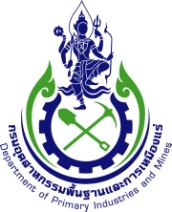 กรมอุตสาหกรรมพื้นฐานและการเหมืองแร่
Department of Primary Industries and Mines